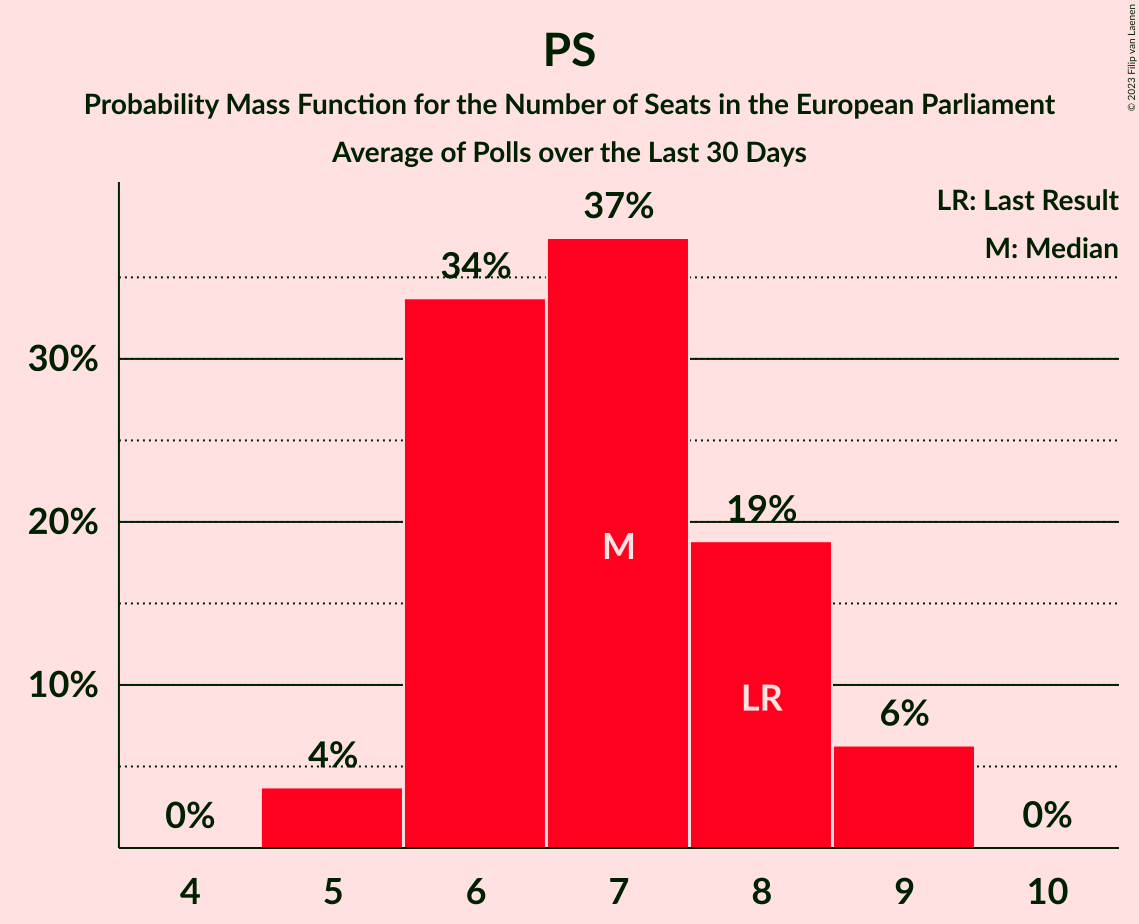 PS
Probability Mass Function for the Number of Seats in the European Parliament
Average of Polls over the Last 30 Days
© 2023 Filip van Laenen
LR: Last Result
M: Median
37%
34%
30%
20%
19%
M
10%
LR
6%
4%
0%
0%
4 5 6 7 8 9 10